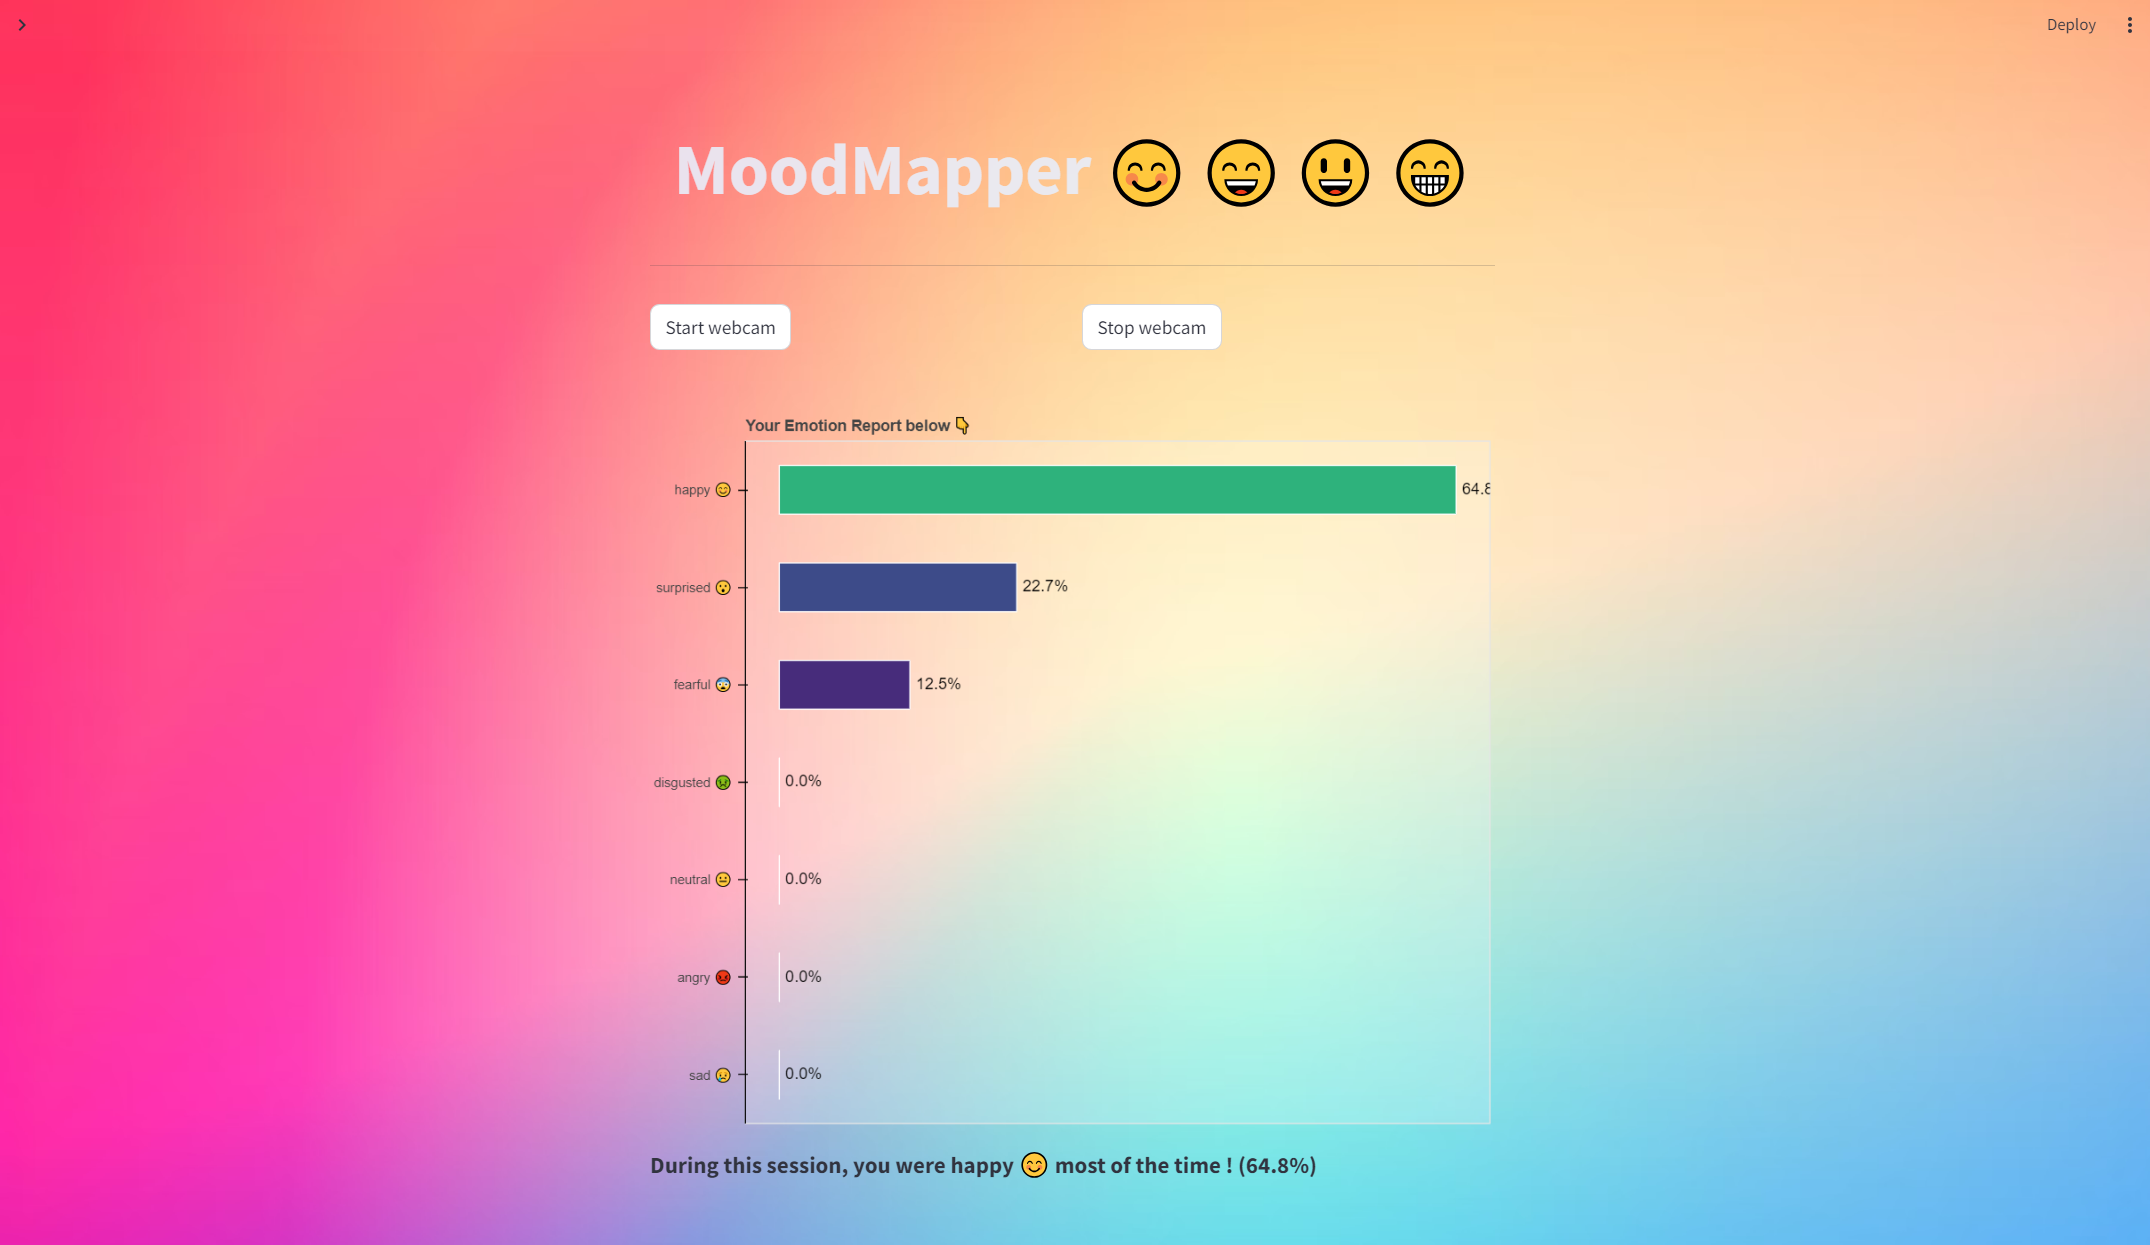 Deploy
MoodMapper 😊 😄 😃 😁
Start webcam
Stop webcam
Your Emotion Report below 👇
happy 😊 64.8
surprised 😮 22.7%
fearful 😨 12.5%
disgusted 🤢 0.0%
neutral 😐 0.0%
angry 😡 0.0%
sad 😢 0.0%
During this session, you were happy 😊 most of the time ! (64.8%)